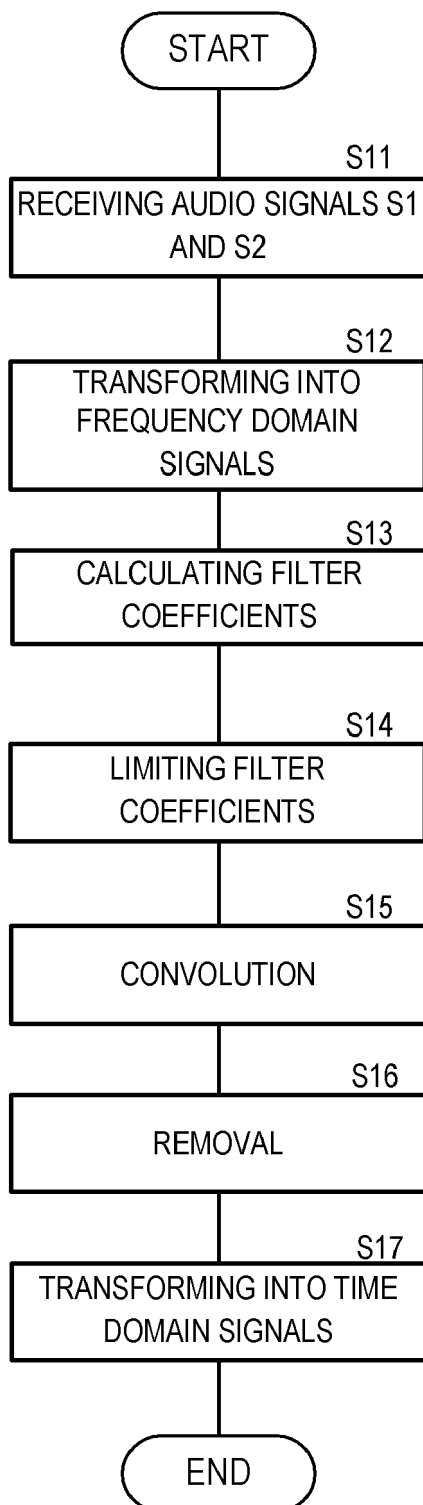 START
S11
RECEIVING AUDIO SIGNALS S1
AND S2
S12
TRANSFORMING INTO
FREQUENCY DOMAIN
SIGNALS
S13
CALCULATING FILTER
COEFFICIENTS
S14
LIMITING FILTER
COEFFICIENTS
S15
CONVOLUTION
S16
REMOVAL
S17
TRANSFORMING INTO TIME
DOMAIN SIGNALS
END